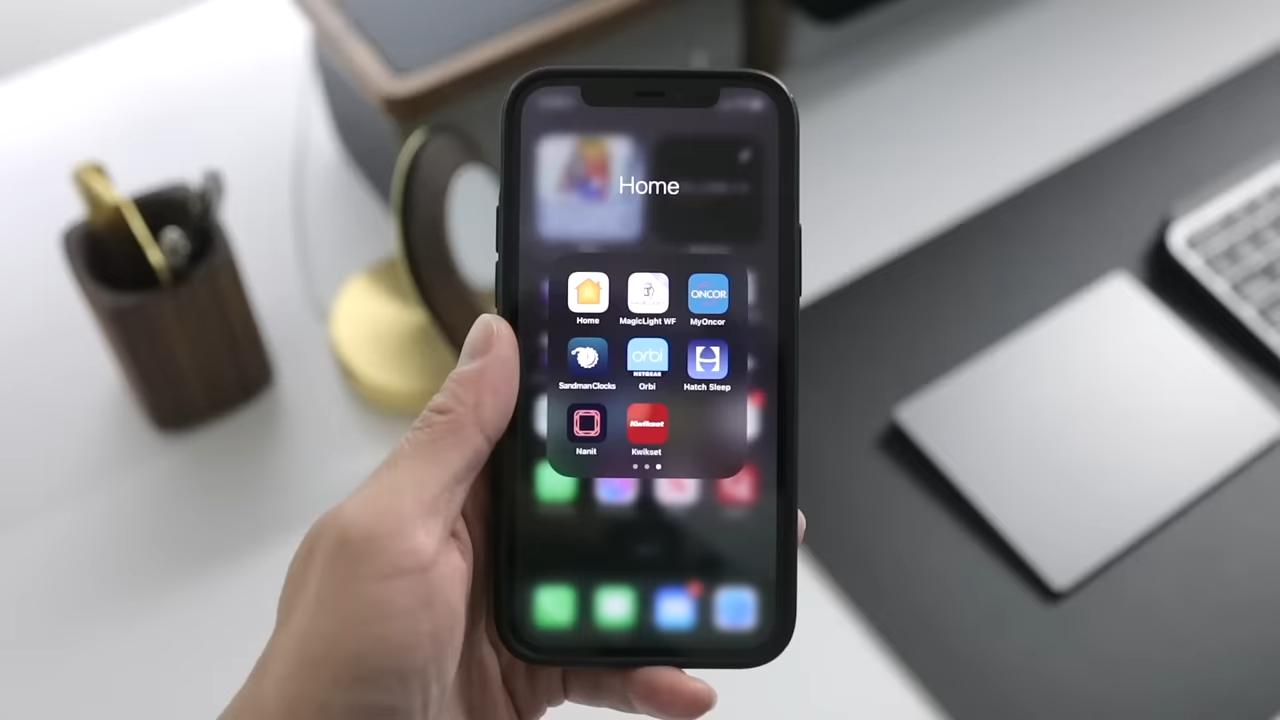 Home
Home
MagicLight WF
ONCOR
MyOncor
SandmanClocks
orbi
NETGEAR
Orbi
Hatch Sleep
Nanit
Kwikset
Kwikset